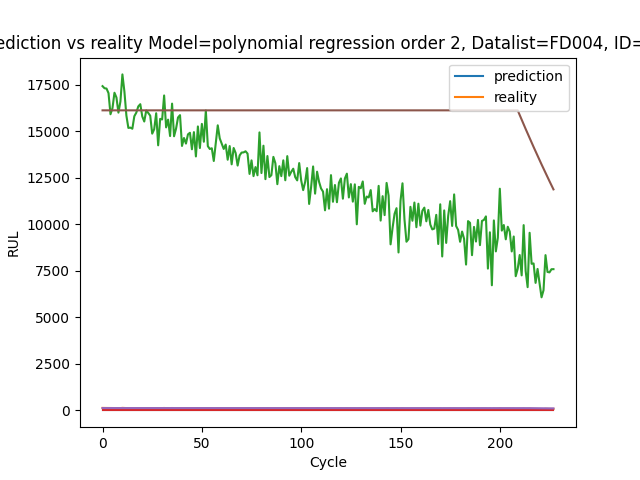 ediction vs reality Model=polynomial regression order 2, Datalist=FD004, ID=
prediction
reality
17500
15000
12500
10000
7500
5000
2500
0
RUL
0 50 100 150 200
Cycle